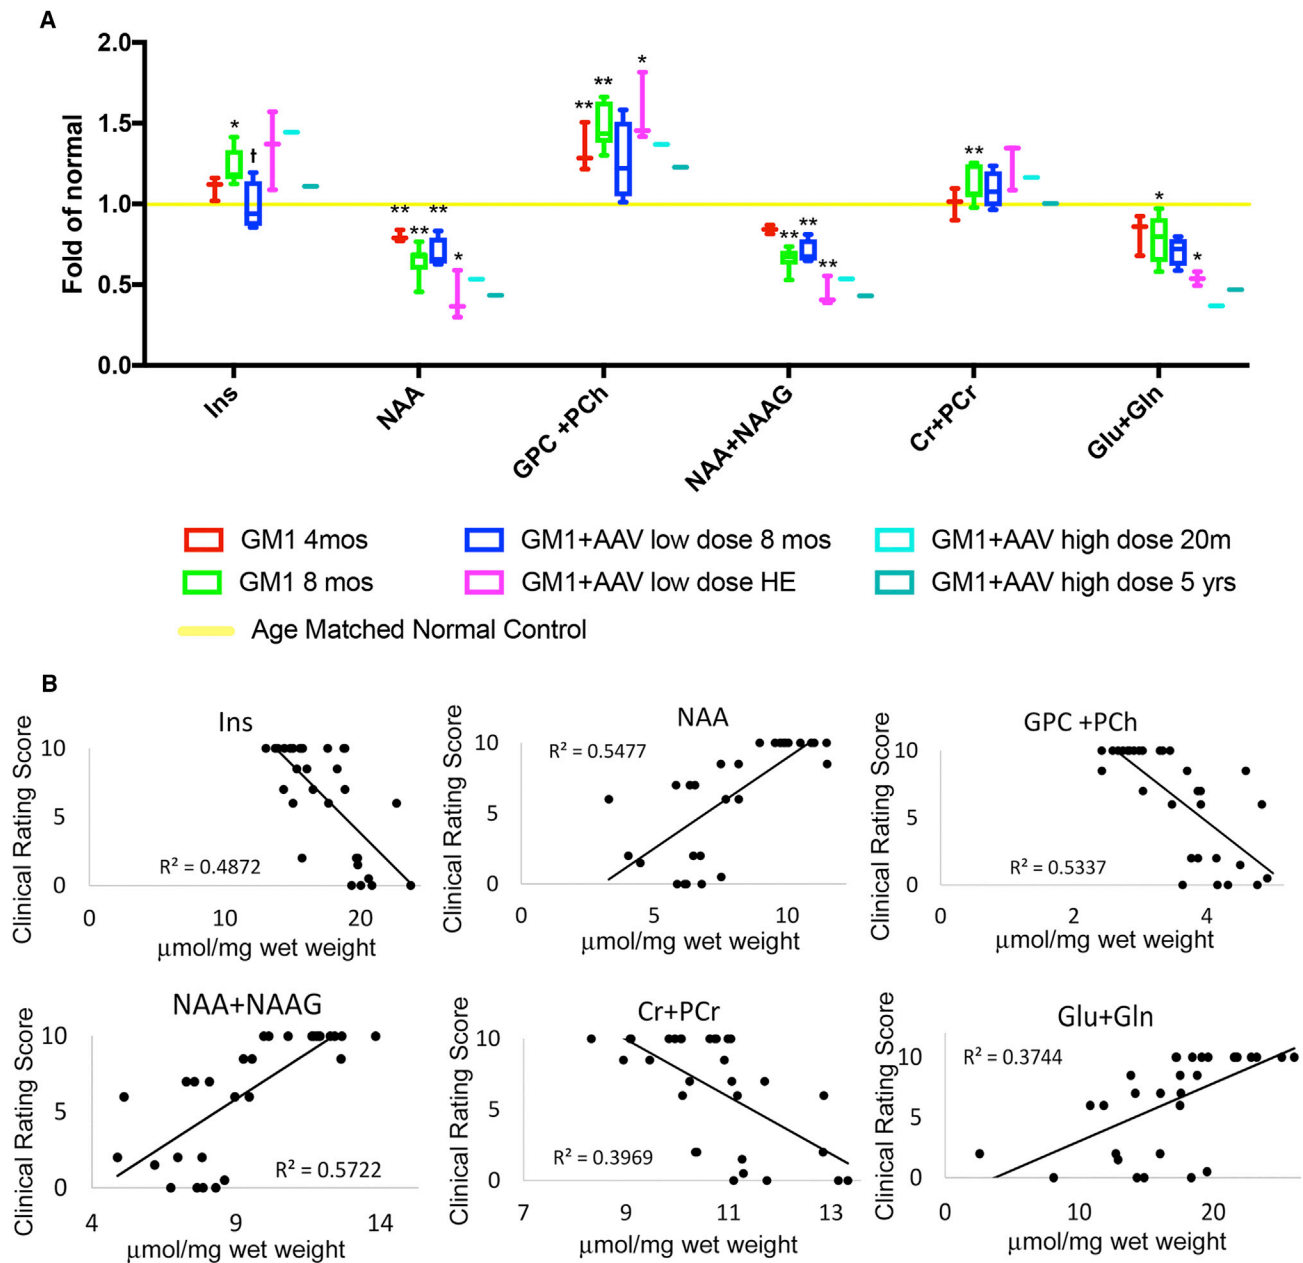 A
Fold of normal
2.0
1.5
1.0
0.5
0.0
*
†
**
**
**
*
**
**
*
**
**
**
**
*
*
Ins
NAA
GPC +PCh
NAA+NAAG
Cr+PCr
Glu+Gln
GM1 4mos
GM1+AAV low dose 8 mos
GM1+AAV high dose 20m
GM1 8 mos
GM1+AAV low dose HE
GM1+AAV high dose 5 yrs
Age Matched Normal Control
B
Ins
Clinical Rating Score
10
5
0
R² = 0.4872
0 10 20
µmol/mg wet weight
NAA
Clinical Rating Score
10
5
0
R² = 0.5477
0 5 10
µmol/mg wet weight
GPC +PCh
Clinical Rating Score
10
5
0
R² = 0.5337
0 2 4
µmol/mg wet weight
NAA+NAAG
Clinical Rating Score
10
5
0
R² = 0.5722
4 9 14
µmol/mg wet weight
Cr+PCr
Clinical Rating Score
10
5
0
R² = 0.3969
7 9 11 13
µmol/mg wet weight
Glu+Gln
Clinical Rating Score
10
5
0
R² = 0.3744
0 10 20
µmol/mg wet weight